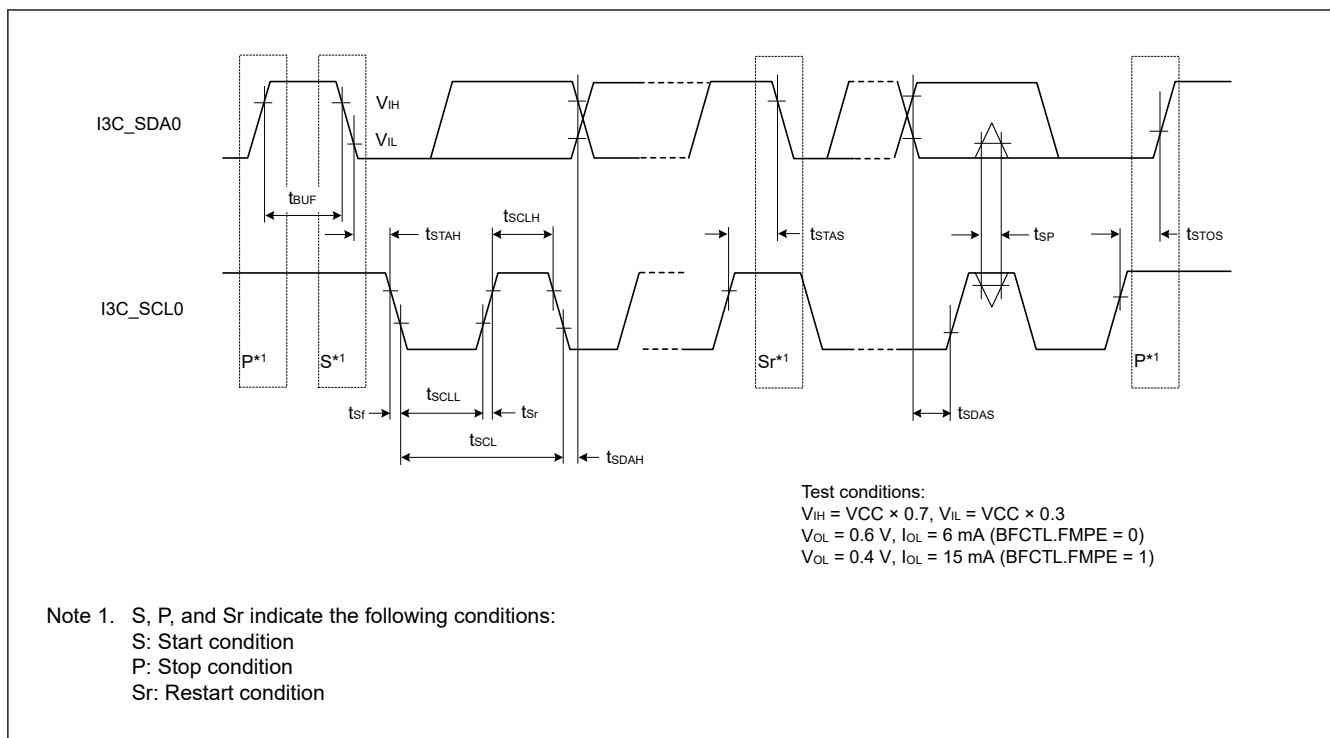 I3C_SDA0
VIH
VIL
tBUF
tSTAH
tSCLH
tSTAS
tSP
tSTOS
I3C_SCL0
P*1
S*1
Sr*1
P*1
tSf
tSCLL
tSr
tSCL
tSDAH
tSDAS
Test conditions:
VIH = VCC × 0.7, VIL = VCC × 0.3
VOL = 0.6 V, IOL = 6 mA (BFCTL.FMPE = 0)
VOL = 0.4 V, IOL = 15 mA (BFCTL.FMPE = 1)
Note 1. S, P, and Sr indicate the following conditions:
S: Start condition
P: Stop condition
Sr: Restart condition